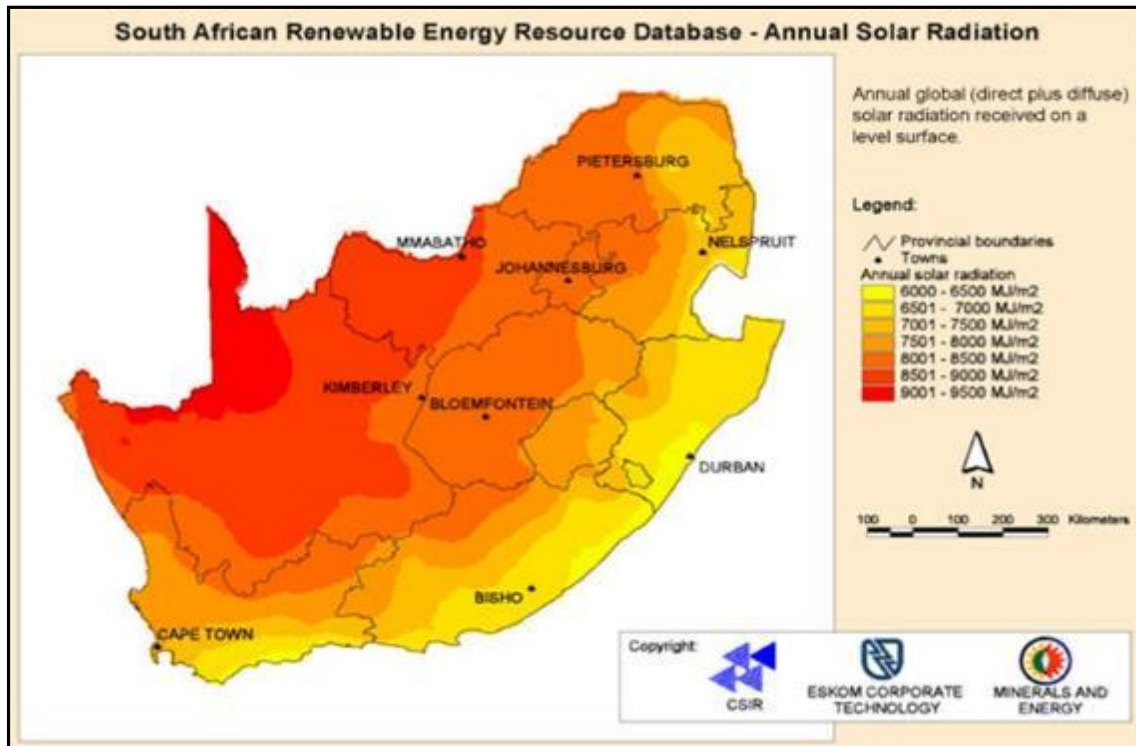 South African Renewable Energy Resource Database - Annual Solar Radiation
Annual global (direct plus diffuse)
solar radiation received on a
level surface.
PIETERSBURG
Legend:
MMABATHO
NELSPRUIT
Provincial boundaries
Towns
JOHANNESBURG
Annual solar radiation
6000 - 6500 MJ/m2
6501 - 7000 MJ/m2
7001 - 7500 MJ/m2
7501 - 8000 MJ/m2
8001 - 8500 MJ/m2
8501 - 9000 MJ/m2
9001 - 9500 MJ/m2
KIMBERLEY
BLOEMFONTEIN
DURBAN
N
100 0 100 200 300 Kilometers
BISHO
CAPE TOWN
Copyright:
CSIR
ESKOM CORPORATE
TECHNOLOGY
MINERALS AND
ENERGY